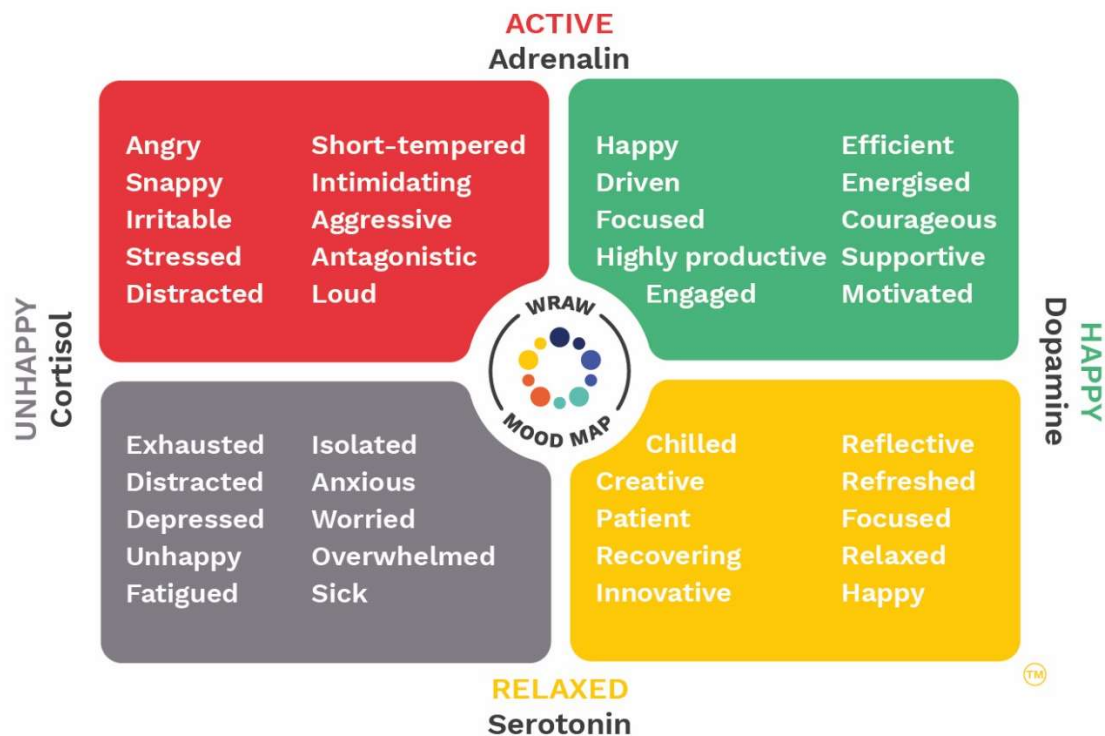 ACTIVE
Adrenalin
Angry Short-tempered
Snappy Intimidating
Irritable Aggressive
Stressed Antagonistic
Distracted Loud
Happy Efficient
Driven Energised
Focused Courageous
Highly productive Supportive
Engaged Motivated
UNHAPPY
Cortisol
WRAW
MOOD MAP
HAPPY
Dopamine
Exhausted Isolated
Distracted Anxious
Depressed Worried
Unhappy Overwhelmed
Fatigued Sick
Chilled Reflective
Creative Refreshed
Patient Focused
Recovering Relaxed
Innovative Happy
TM
RELAXED
Serotonin